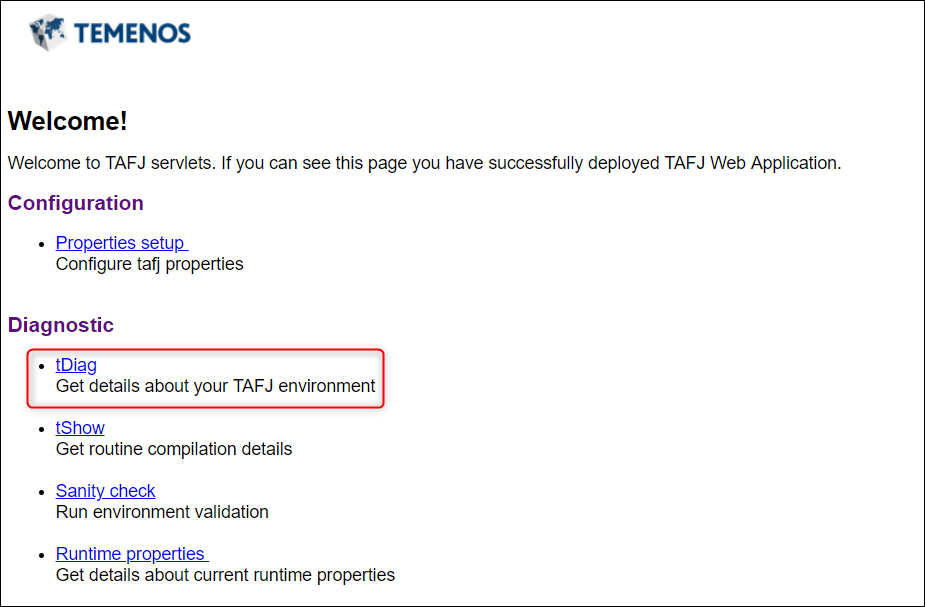 TEMENOS
Welcome!
Welcome to TAFJ servlets. If you can see this page you have successfully deployed TAFJ Web Application.
Configuration
Properties setup
Configure tafj properties
Diagnostic
tDiag
Get details about your TAFJ environment
tShow
Get routine compilation details
Sanity check
Run environment validation
Runtime properties
Get details about current runtime properties